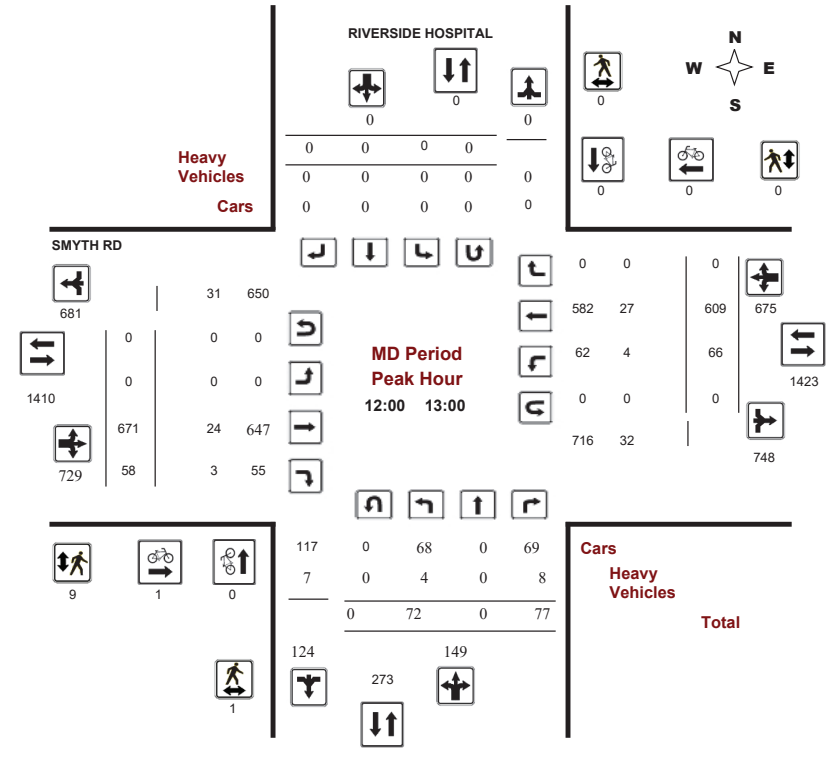 RIVERSIDE HOSPITAL
N
W E
S
0
0
0 0
0 0 0 0
Heavy
Vehicles 0 0 0 0 0
Cars 0 0 0 0 0
0 0 0
SMYTH RD
681 31 650
0 0 0
1410
0 0 0
671 24 647
729 58 3 55
MD Period
Peak Hour
12:00 13:00
0 0 0
582 27 609 675
62 4 66
1423
0 0 0
716 32
748
117 0 68 0 69 Cars
7 0 4 0 8 Heavy
Vehicles
0 72 0 77 Total
9 1 0
124 149
273
1